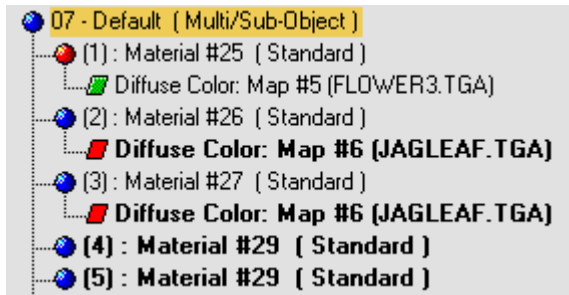 07 - Default ( Multi/Sub-Object )
(1) : Material #25 ( Standard )
Diffuse Color: Map #5 (FLOWER3.TGA)
(2) : Material #26 ( Standard )
Diffuse Color: Map #6 (JAGLEAF.TGA)
(3) : Material #27 ( Standard )
Diffuse Color: Map #6 (JAGLEAF.TGA)
(4) : Material #29 ( Standard )
(5) : Material #29 ( Standard )